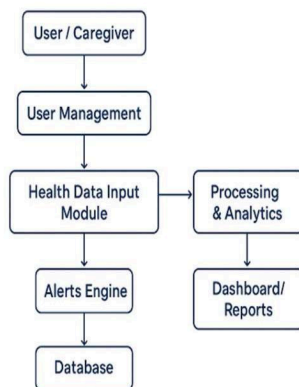 User / Caregiver
User Management
Health Data Input
Module
Processing
& Analytics
Alerts Engine
Dashboard/
Reports
Database